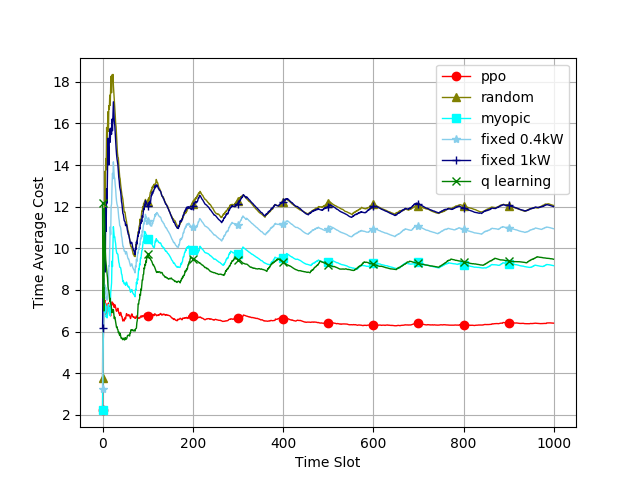 18
16
14
12
10
8
6
4
2
Time Average Cost
0
200
400
600
800
1000
Time Slot
ppo
random
myopic
fixed 0.4kW
fixed 1kW
q learning